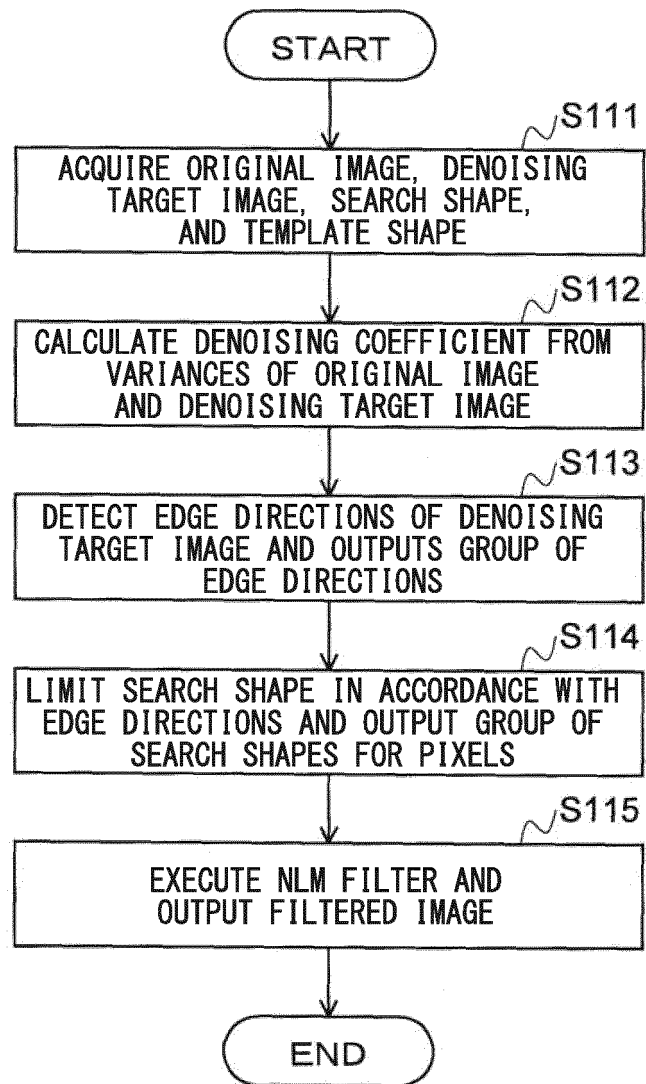 START
S111
ACQUIRE ORIGINAL IMAGE, DENOISING
TARGET IMAGE, SEARCH SHAPE,
AND TEMPLATE SHAPE
S112
CALCULATE DENOISING COEFFICIENT FROM
VARIANCES OF ORIGINAL IMAGE
AND DENOISING TARGET IMAGE
S113
DETECT EDGE DIRECTIONS OF DENOISING
TARGET IMAGE AND OUTPUTS GROUP OF
EDGE DIRECTIONS
S114
LIMIT SEARCH SHAPE IN ACCORDANCE WITH
EDGE DIRECTIONS AND OUTPUT GROUP OF
SEARCH SHAPES FOR PIXELS
S115
EXECUTE NLM FILTER AND
OUTPUT FILTERED IMAGE
END